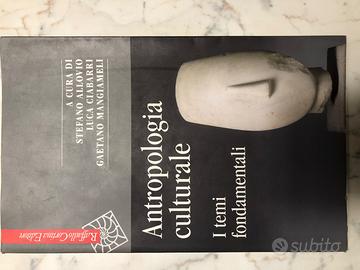 A CURA DI
STEFANO ALLOVIO
LUCA CIABARRI
GAETANO MANGIAMELI
Antropologia
culturale
I temi
fondamentali
Raffaello Cortina Editore
subito